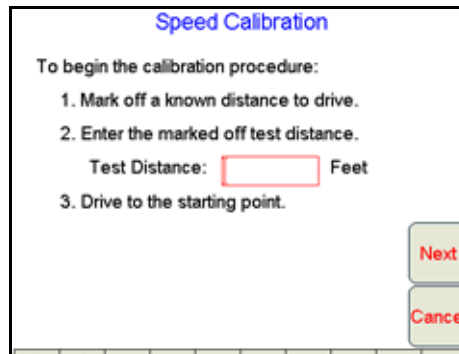 Speed Calibration
To begin the calibration procedure:
1. Mark off a known distance to drive.
2. Enter the marked off test distance.
Test Distance: Feet
3. Drive to the starting point.
Next
Cance